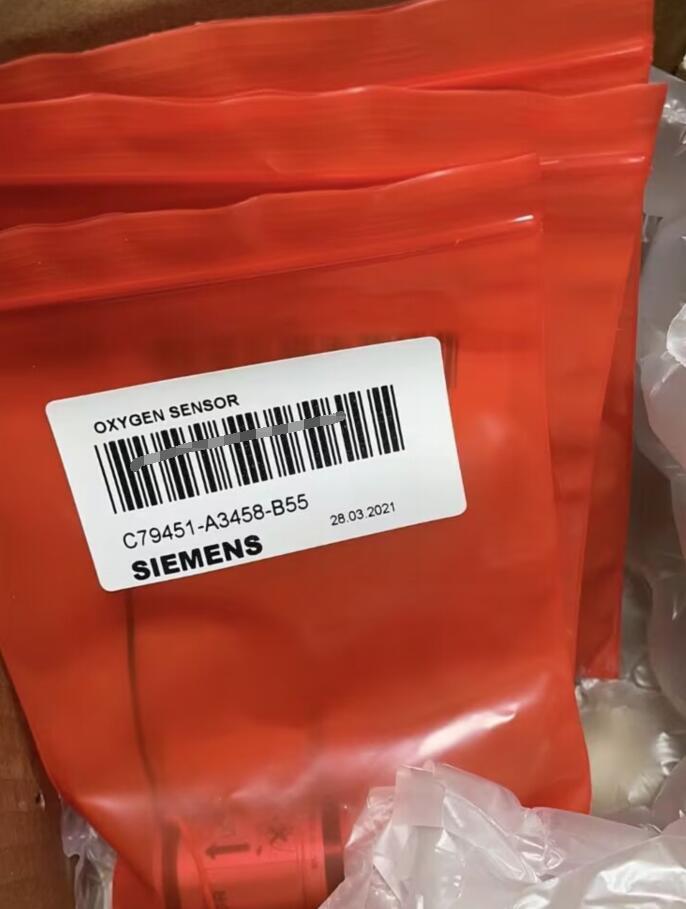 OXYGEN SENSOR
C79451-A3458-B55
28.03.2021
SIEMENS